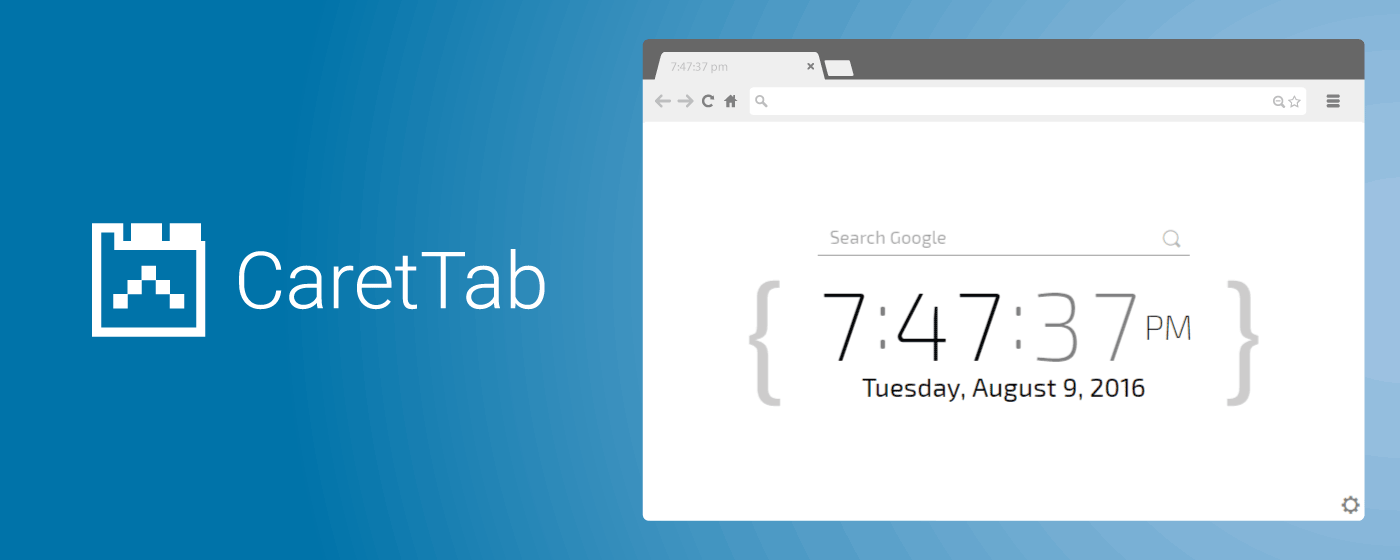 CaretTab
7:47:37 pm
Search Google
{ 7:47:37 PM }
Tuesday, August 9, 2016